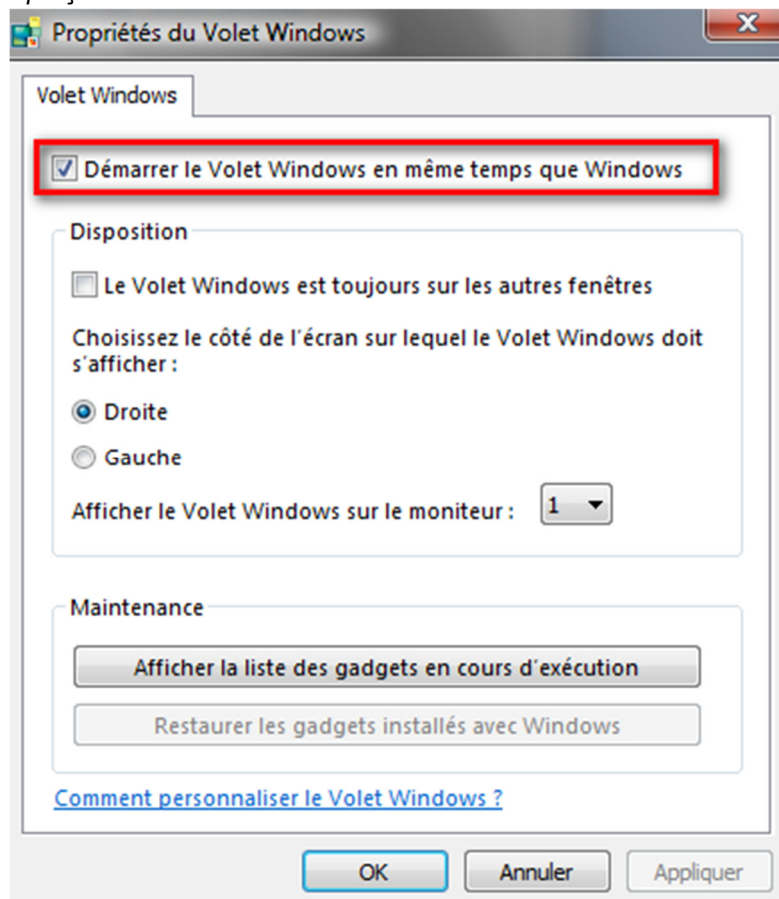 Propriétés du Volet Windows
Volet Windows
Démarrer le Volet Windows en même temps que Windows
Disposition
Le Volet Windows est toujours sur les autres fenêtres
Choisissez le côté de l'écran sur lequel le Volet Windows doit
s'afficher :
Droite
Gauche
Afficher le Volet Windows sur le moniteur : 1
Maintenance
Afficher la liste des gadgets en cours d'exécution
Restaurer les gadgets installés avec Windows
Comment personnaliser le Volet Windows ?
OK Annuler Appliquer